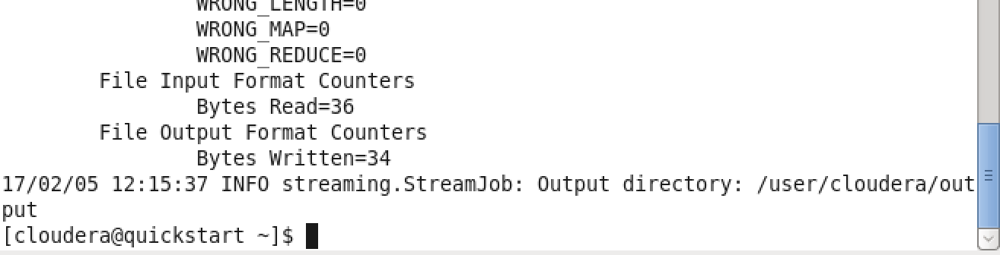 WRONG_LENGTH=0
WRONG_MAP=0
WRONG_REDUCE=0
File Input Format Counters
Bytes Read=36
File Output Format Counters
Bytes Written=34
17/02/05 12:15:37 INFO streaming.StreamJob: Output directory: /user/cloudera/out
put
[cloudera@quickstart ~]$